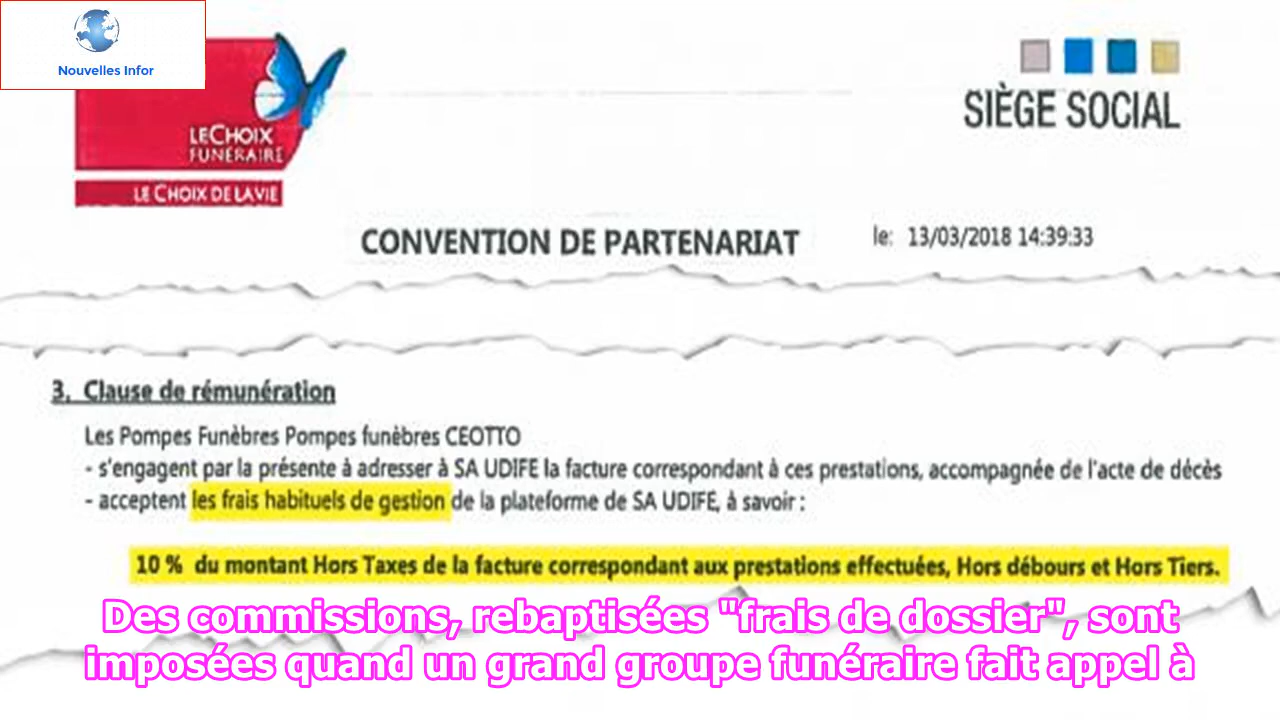 Nouvelles Infor
LECHOIX
FUNÉRAIRE
LE CHOIX DE LA VIE
SIÈGE SOCIAL
CONVENTION DE PARTENARIAT
le: 13/03/2018 14:39:33
3. Clause de rémunération
Les Pompes Funèbres Pompes funèbres CEOTTO
- s'engagent par la présente à adresser à SA UDIFE la facture correspondant à ces prestations, accompagnée de l'acte de décès
- acceptent les frais habituels de gestion de la plateforme de SA UDIFE, à savoir :
10 % du montant Hors Taxes de la facture correspondant aux prestations effectuées, Hors débours et Hors Tiers.
Des commissions, rebaptisées "frais de dossier", sont
imposées quand un grand groupe funéraire fait appel à